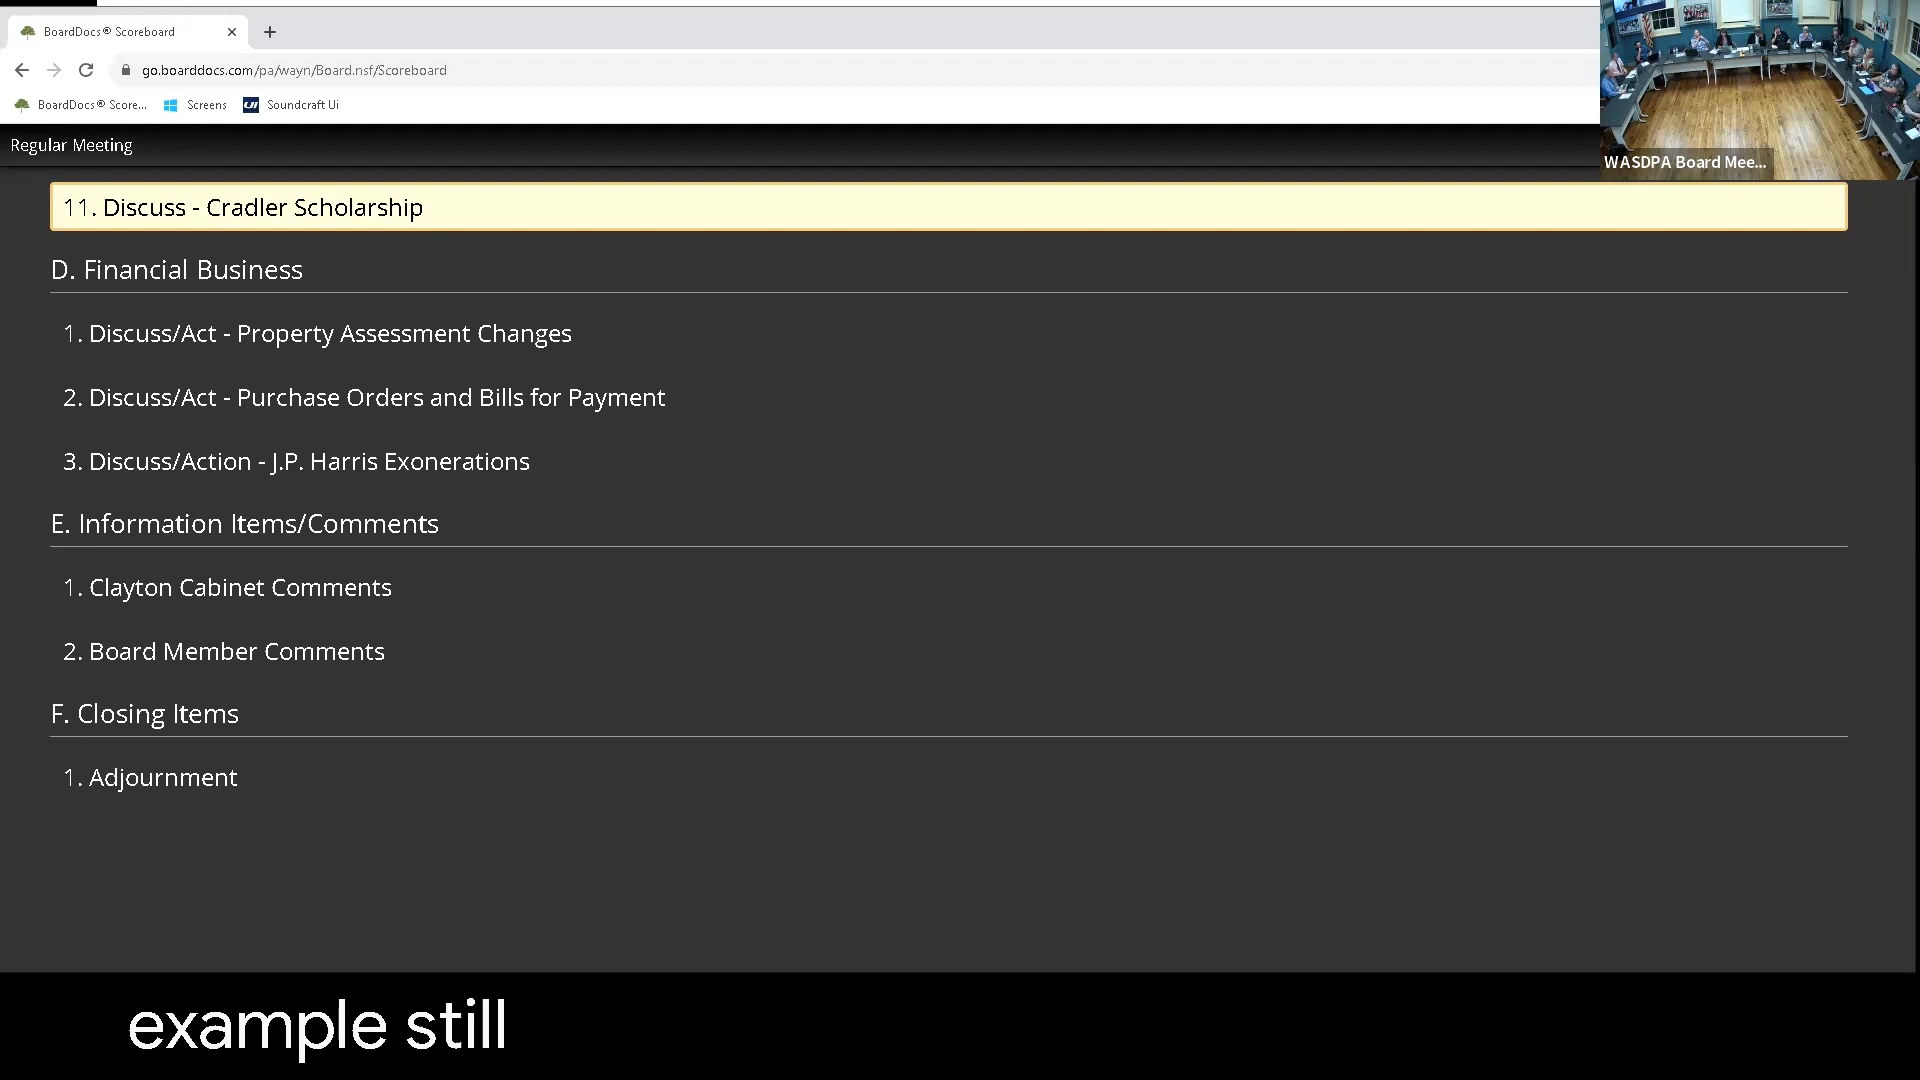 BoardDocs® Scoreboard
go.boarddocs.com/pa/wayn/Board.nsf/Scoreboard
BoardDocs® Score... Screens Ui Soundcraft Ui
Regular Meeting
WASDPA Board Mee...
11. Discuss - Cradler Scholarship
D. Financial Business
1. Discuss/Act - Property Assessment Changes
2. Discuss/Act - Purchase Orders and Bills for Payment
3. Discuss/Action - J.P. Harris Exonerations
E. Information Items/Comments
1. Clayton Cabinet Comments
2. Board Member Comments
F. Closing Items
1. Adjournment
example still